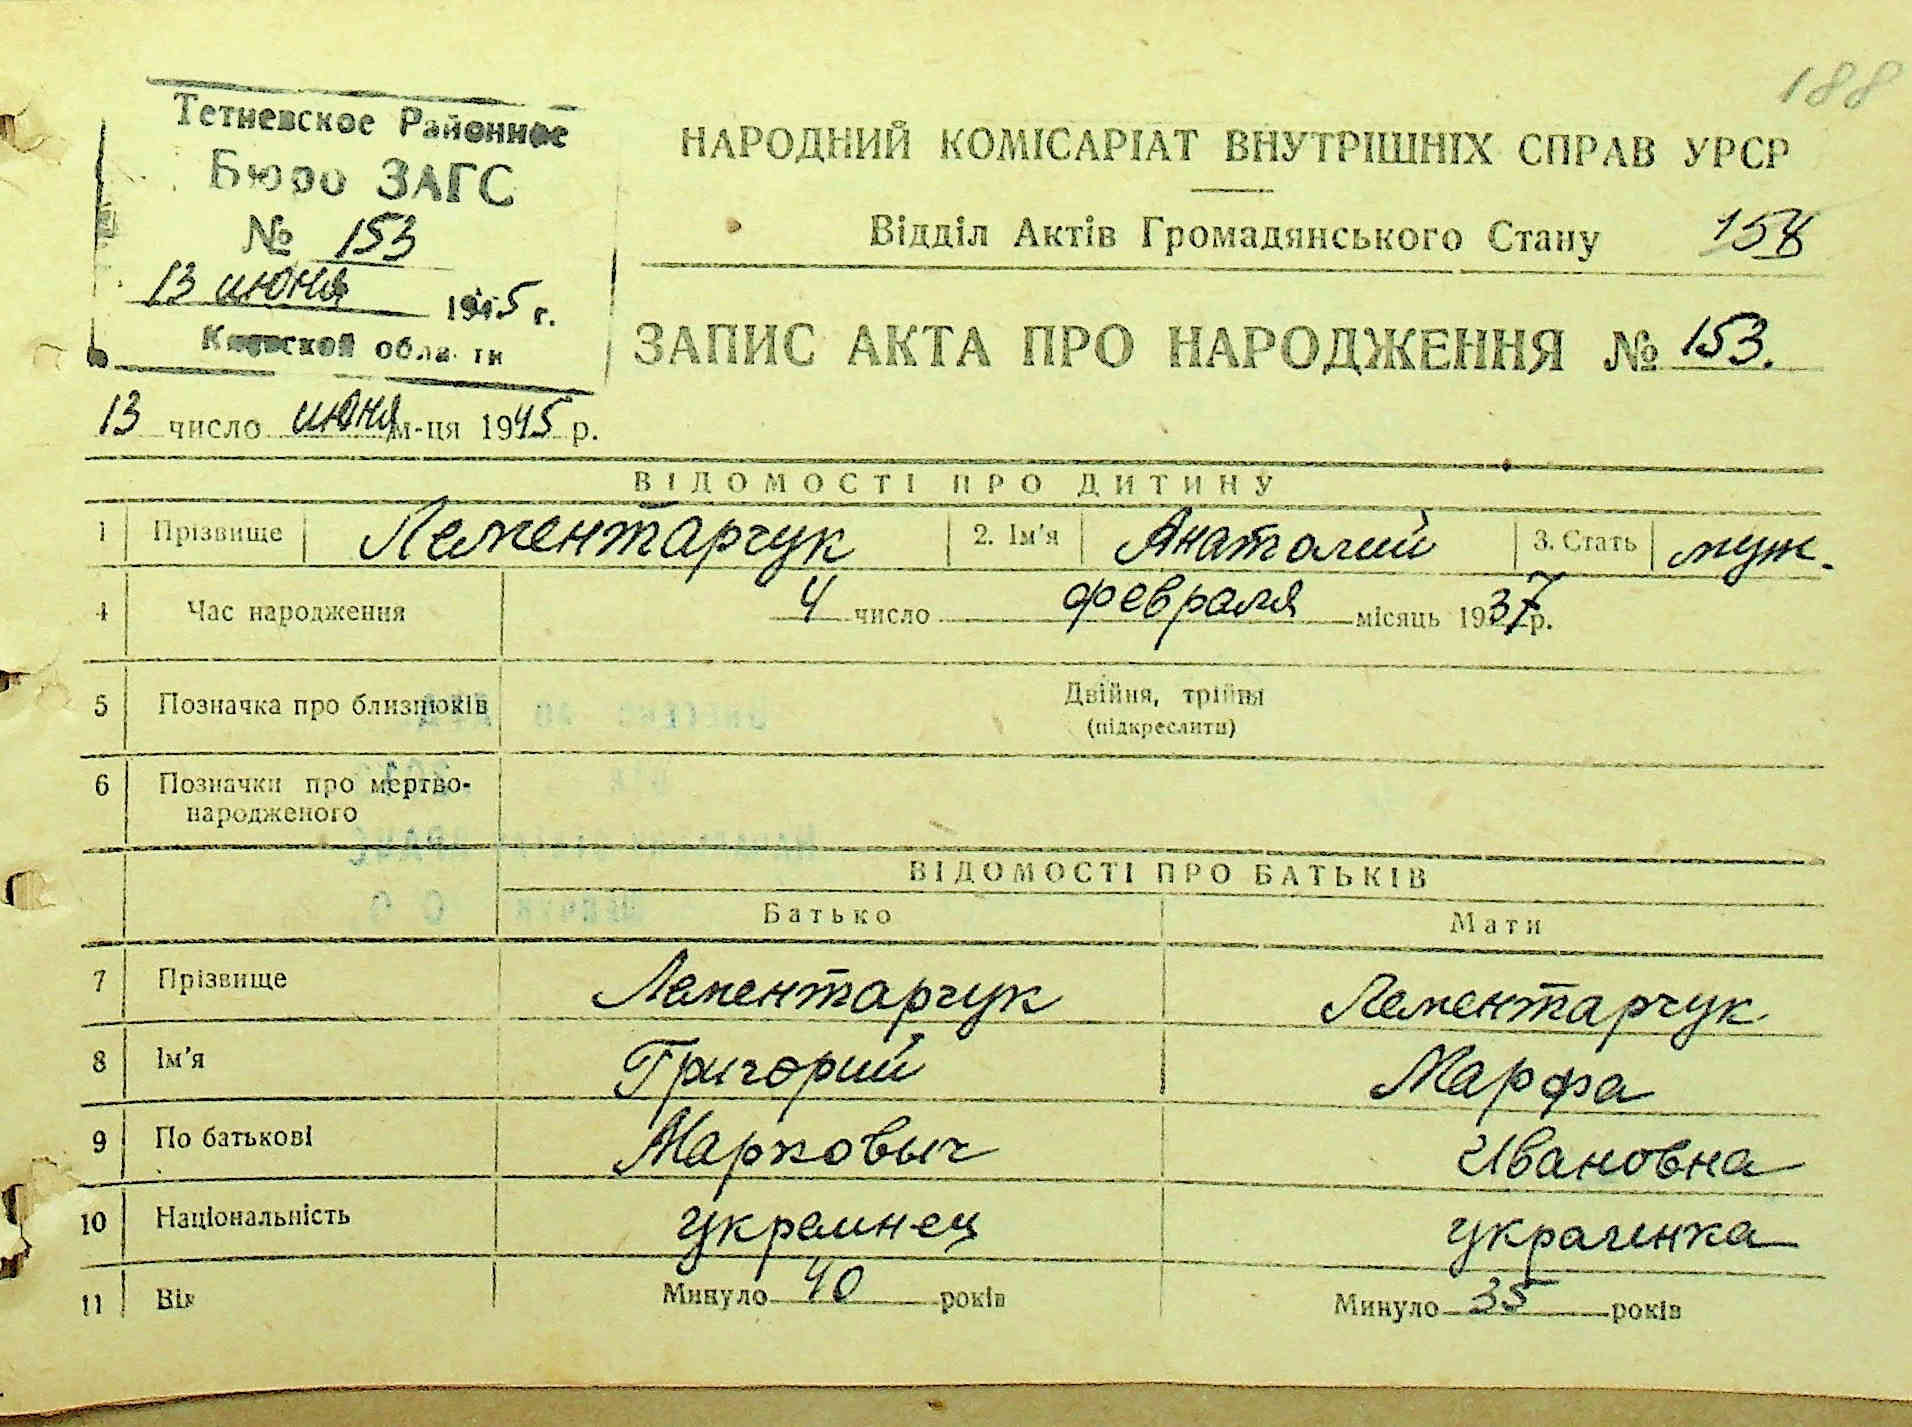 188
Тетиевское Районное
Бюро ЗАГС
№ 153
13 июня 1945 г.
Киевской области
НАРОДНИЙ КОМІСАРІАТ ВНУТРІШНІХ СПРАВ УРСР
Відділ Актів Громадянського Стану 158
ЗАПИС АКТА ПРО НАРОДЖЕННЯ № 153.
13 число июня м-ця 1945 р.
ВІДОМОСТІ ПРО ДИТИНУ
1 Прізвище Лементарчук 2. Ім'я Анатолий 3. Стать муж.
4 Час народження 4 число февраля місяць 1937 р.
5 Позначка про близнюків Двійня, трійня
(підкреслити)
6 Позначки про мертво-
народженого
ВІДОМОСТІ ПРО БАТЬКІВ
Батько Мати
7 Прізвище Лементарчук Лементарчук
8 Ім'я Григорий Марфа
9 По батькові Марковыч Ивановна
10 Національність украинец украинка
11 Вік Минуло 40 років Минуло 35 років